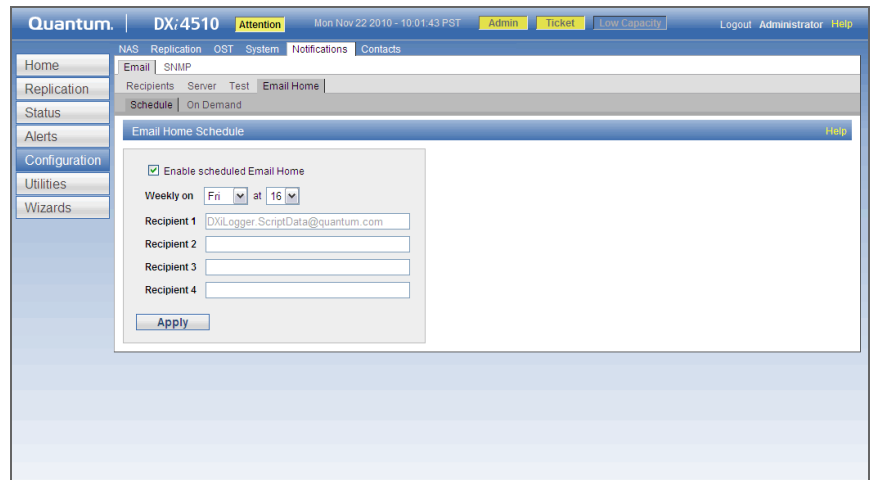 Quantum. DXi4510 Attention Mon Nov 22 2010 - 10:01:43 PST Admin Ticket Low Capacity Logout Administrator Help
NAS Replication OST System Notifications Contacts
Home
Email SNMP
Replication
Recipients Server Test Email Home
Status
Schedule On Demand
Alerts
Email Home Schedule Help
Configuration
Enable scheduled Email Home
Utilities
Weekly on Fri at 16
Wizards
Recipient 1 DXiLogger.ScriptData@quantum.com
Recipient 2
Recipient 3
Recipient 4
Apply